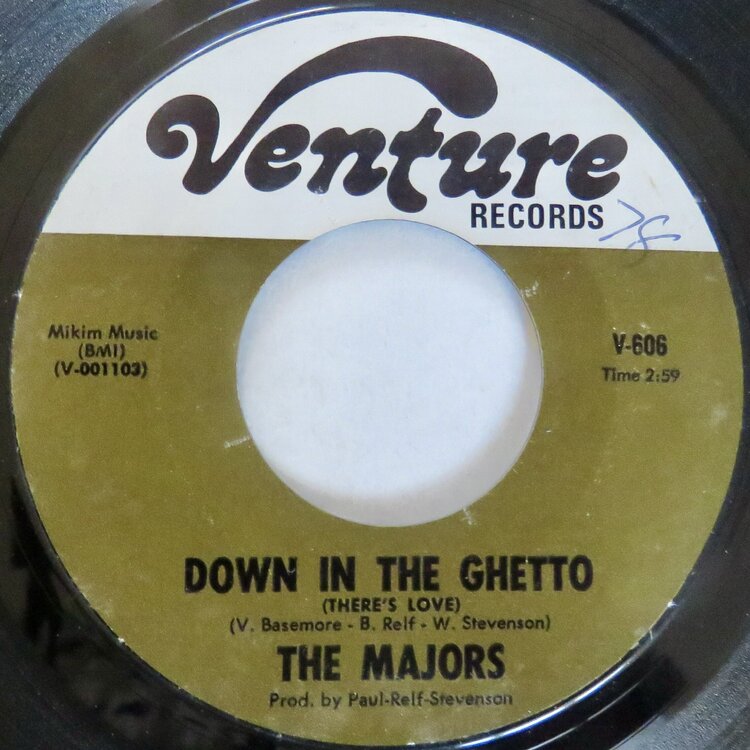 Venture
RECORDS
78
Mikim Music
(BMI)
(V-001103)
V-606
Time 2:59
DOWN IN THE GHETTO
(THERE'S LOVE)
(V. Basemore - B. Relf - W. Stevenson)
THE MAJORS
Prod. by Paul-Relf-Stevenson